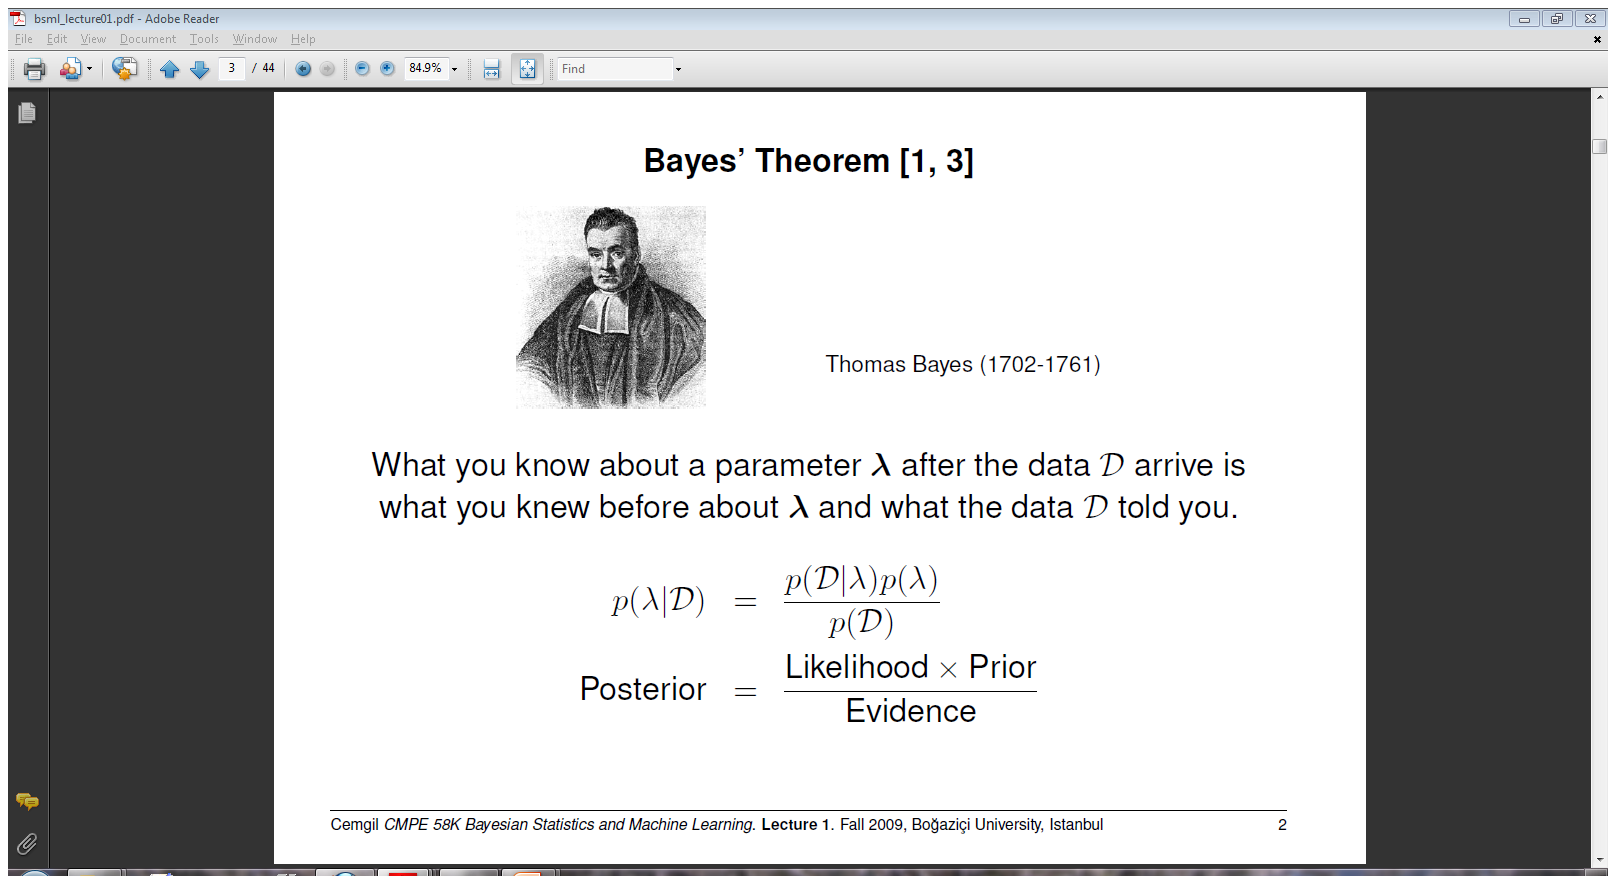 bsml_lecture01.pdf - Adobe Reader
File Edit View Document Tools Window Help
3 / 44 84.9% Find
Bayes’ Theorem [1, 3]
Thomas Bayes (1702-1761)
What you know about a parameter λ after the data 𝒟 arrive is
what you knew before about λ and what the data 𝒟 told you.
p(λ|𝒟) = p(𝒟|λ)p(λ)
p(𝒟)
Posterior = Likelihood × Prior
Evidence
Cemgil CMPE 58K Bayesian Statistics and Machine Learning. Lecture 1. Fall 2009, Boğaziçi University, Istanbul 2